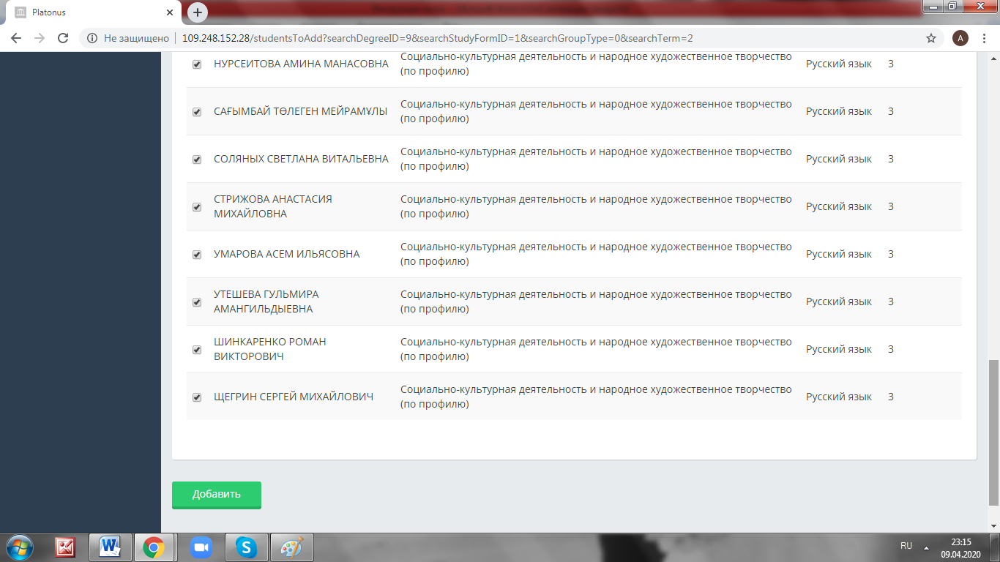 Platonus
Не защищено
109.248.152.28/studentsToAdd?searchDegreeID=9&searchStudyFormID=1&searchGroupType=0&searchTerm=2
A
НУРСЕИТОВА АМИНА МАНАСОВНА
Социально-культурная деятельность и народное художественное творчество
(по профилю)
Русский язык
3
САҒЫМБАЙ ТӨЛЕГЕН МЕЙРАМҰЛЫ
Социально-культурная деятельность и народное художественное творчество
(по профилю)
Русский язык
3
СОЛЯНЫХ СВЕТЛАНА ВИТАЛЬЕВНА
Социально-культурная деятельность и народное художественное творчество
(по профилю)
Русский язык
3
СТРИЖОВА АНАСТАСИЯ
МИХАЙЛОВНА
Социально-культурная деятельность и народное художественное творчество
(по профилю)
Русский язык
3
УМАРОВА АСЕМ ИЛЬЯСОВНА
Социально-культурная деятельность и народное художественное творчество
(по профилю)
Русский язык
3
УТЕШЕВА ГУЛЬМИРА
АМАНГИЛЬДЫЕВНА
Социально-культурная деятельность и народное художественное творчество
(по профилю)
Русский язык
3
ШИНКАРЕНКО РОМАН
ВИКТОРОВИЧ
Социально-культурная деятельность и народное художественное творчество
(по профилю)
Русский язык
3
ЩЕГРИН СЕРГЕЙ МИХАЙЛОВИЧ
Социально-культурная деятельность и народное художественное творчество
(по профилю)
Русский язык
3
Добавить
RU
23:15
09.04.2020